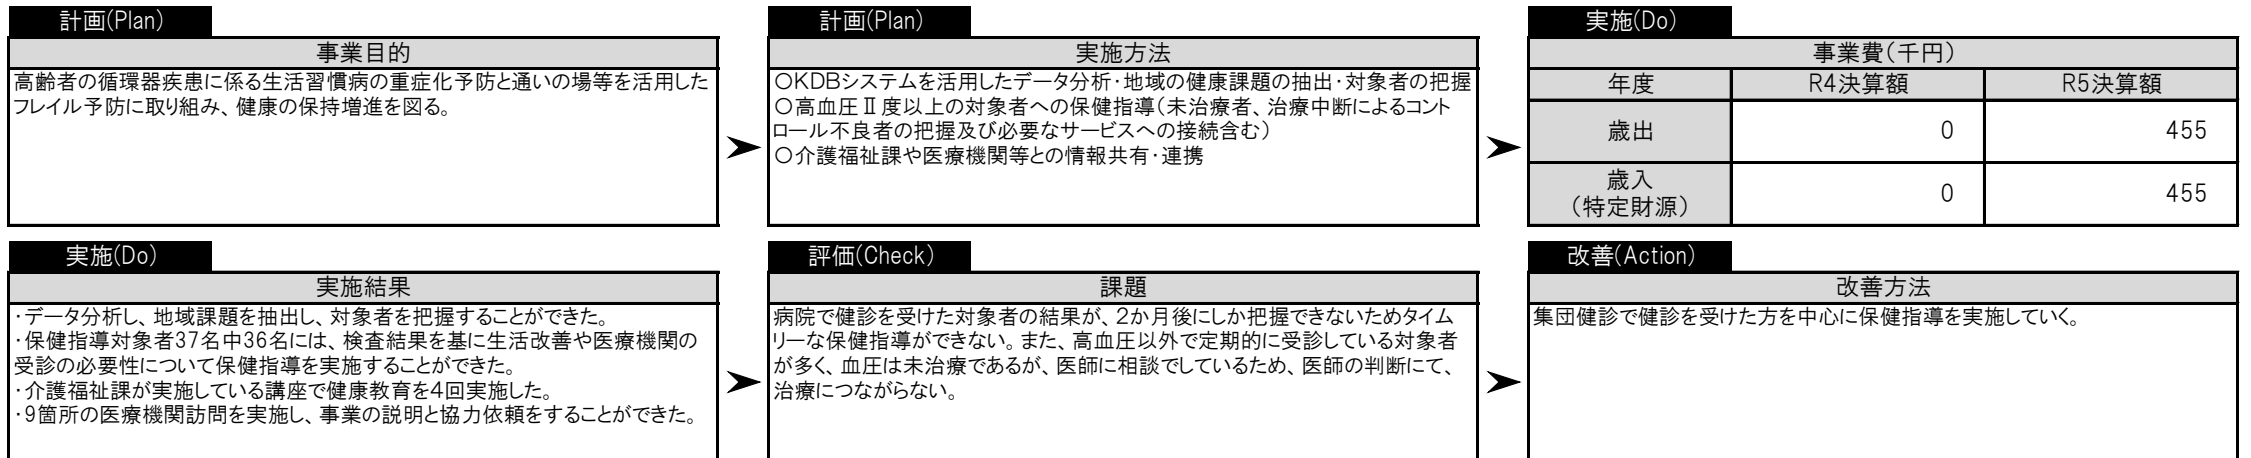 計画(Plan)
事業目的
高齢者の循環器疾患に係る生活習慣病の重症化予防と通いの場等を活用した
フレイル予防に取り組み、健康の保持増進を図る。
計画(Plan)
実施方法
〇KDBシステムを活用したデータ分析・地域の健康課題の抽出・対象者の把握
〇高血圧Ⅱ度以上の対象者への保健指導(未治療者、治療中断によるコント
ロール不良者の把握及び必要なサービスへの接続含む)
〇介護福祉課や医療機関等との情報共有・連携
実施(Do)
事業費(千円)
年度 R4決算額 R5決算額
歳出 0 455
歳入
(特定財源) 0 455
実施(Do)
実施結果
・データ分析し、地域課題を抽出し、対象者を把握することができた。
・保健指導対象者37名中36名には、検査結果を基に生活改善や医療機関の
受診の必要性について保健指導を実施することができた。
・介護福祉課が実施している講座で健康教育を4回実施した。
・9箇所の医療機関訪問を実施し、事業の説明と協力依頼をすることができた。
評価(Check)
課題
病院で健診を受けた対象者の結果が、2か月後にしか把握できないためタイム
リーな保健指導ができない。また、高血圧以外で定期的に受診している対象者
が多く、血圧は未治療であるが、医師に相談でしているため、医師の判断にて、
治療につながらない。
改善(Action)
改善方法
集団健診で健診を受けた方を中心に保健指導を実施していく。